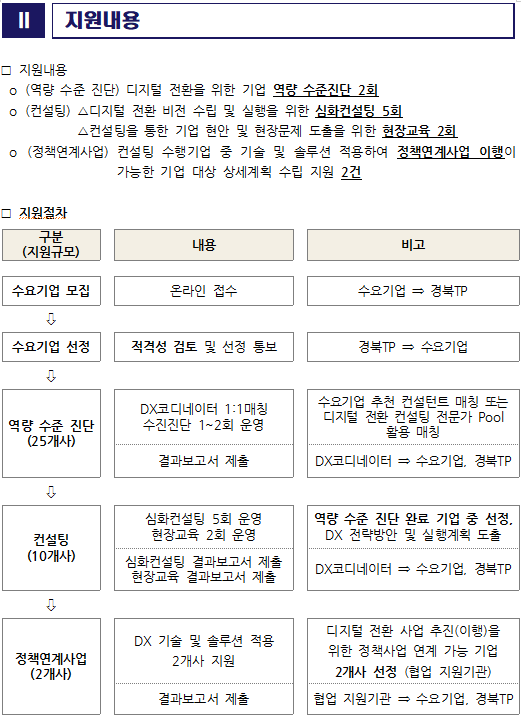 Ⅱ 지원내용
□ 지원내용
o (역량 수준 진단) 디지털 전환을 위한 기업 역량 수준진단 2회
o (컨설팅) △디지털 전환 비전 수립 및 실행을 위한 심화컨설팅 5회
△컨설팅을 통한 기업 현안 및 현장문제 도출을 위한 현장교육 2회
o (정책연계사업) 컨설팅 수행기업 중 기술 및 솔루션 적용하여 정책연계사업 이행이
가능한 기업 대상 상세계획 수립 지원 2건
□ 지원절차
구분
(지원규모)
내용
비고
수요기업 모집
온라인 접수
수요기업 ⇒ 경북TP
⇩
수요기업 선정
적격성 검토 및 선정 통보
경북TP ⇒ 수요기업
⇩
역량 수준 진단
(25개사)
DX코디네이터 1:1매칭
수진진단 1~2회 운영
수요기업 추천 컨설턴트 매칭 또는
디지털 전환 컨설팅 전문가 Pool
활용 매칭
결과보고서 제출
DX코디네이터 ⇒ 수요기업, 경북TP
⇩
컨설팅
(10개사)
심화컨설팅 5회 운영
현장교육 2회 운영
역량 수준 진단 완료 기업 중 선정,
DX 전략방안 및 실행계획 도출
심화컨설팅 결과보고서 제출
현장교육 결과보고서 제출
DX코디네이터 ⇒ 수요기업, 경북TP
⇩
정책연계사업
(2개사)
DX 기술 및 솔루션 적용
2개사 지원
디지털 전환 사업 추진(이행)을
위한 정책사업 연계 가능 기업
2개사 선정 (협업 지원기관)
결과보고서 제출
협업 지원기관 ⇒ 수요기업, 경북TP